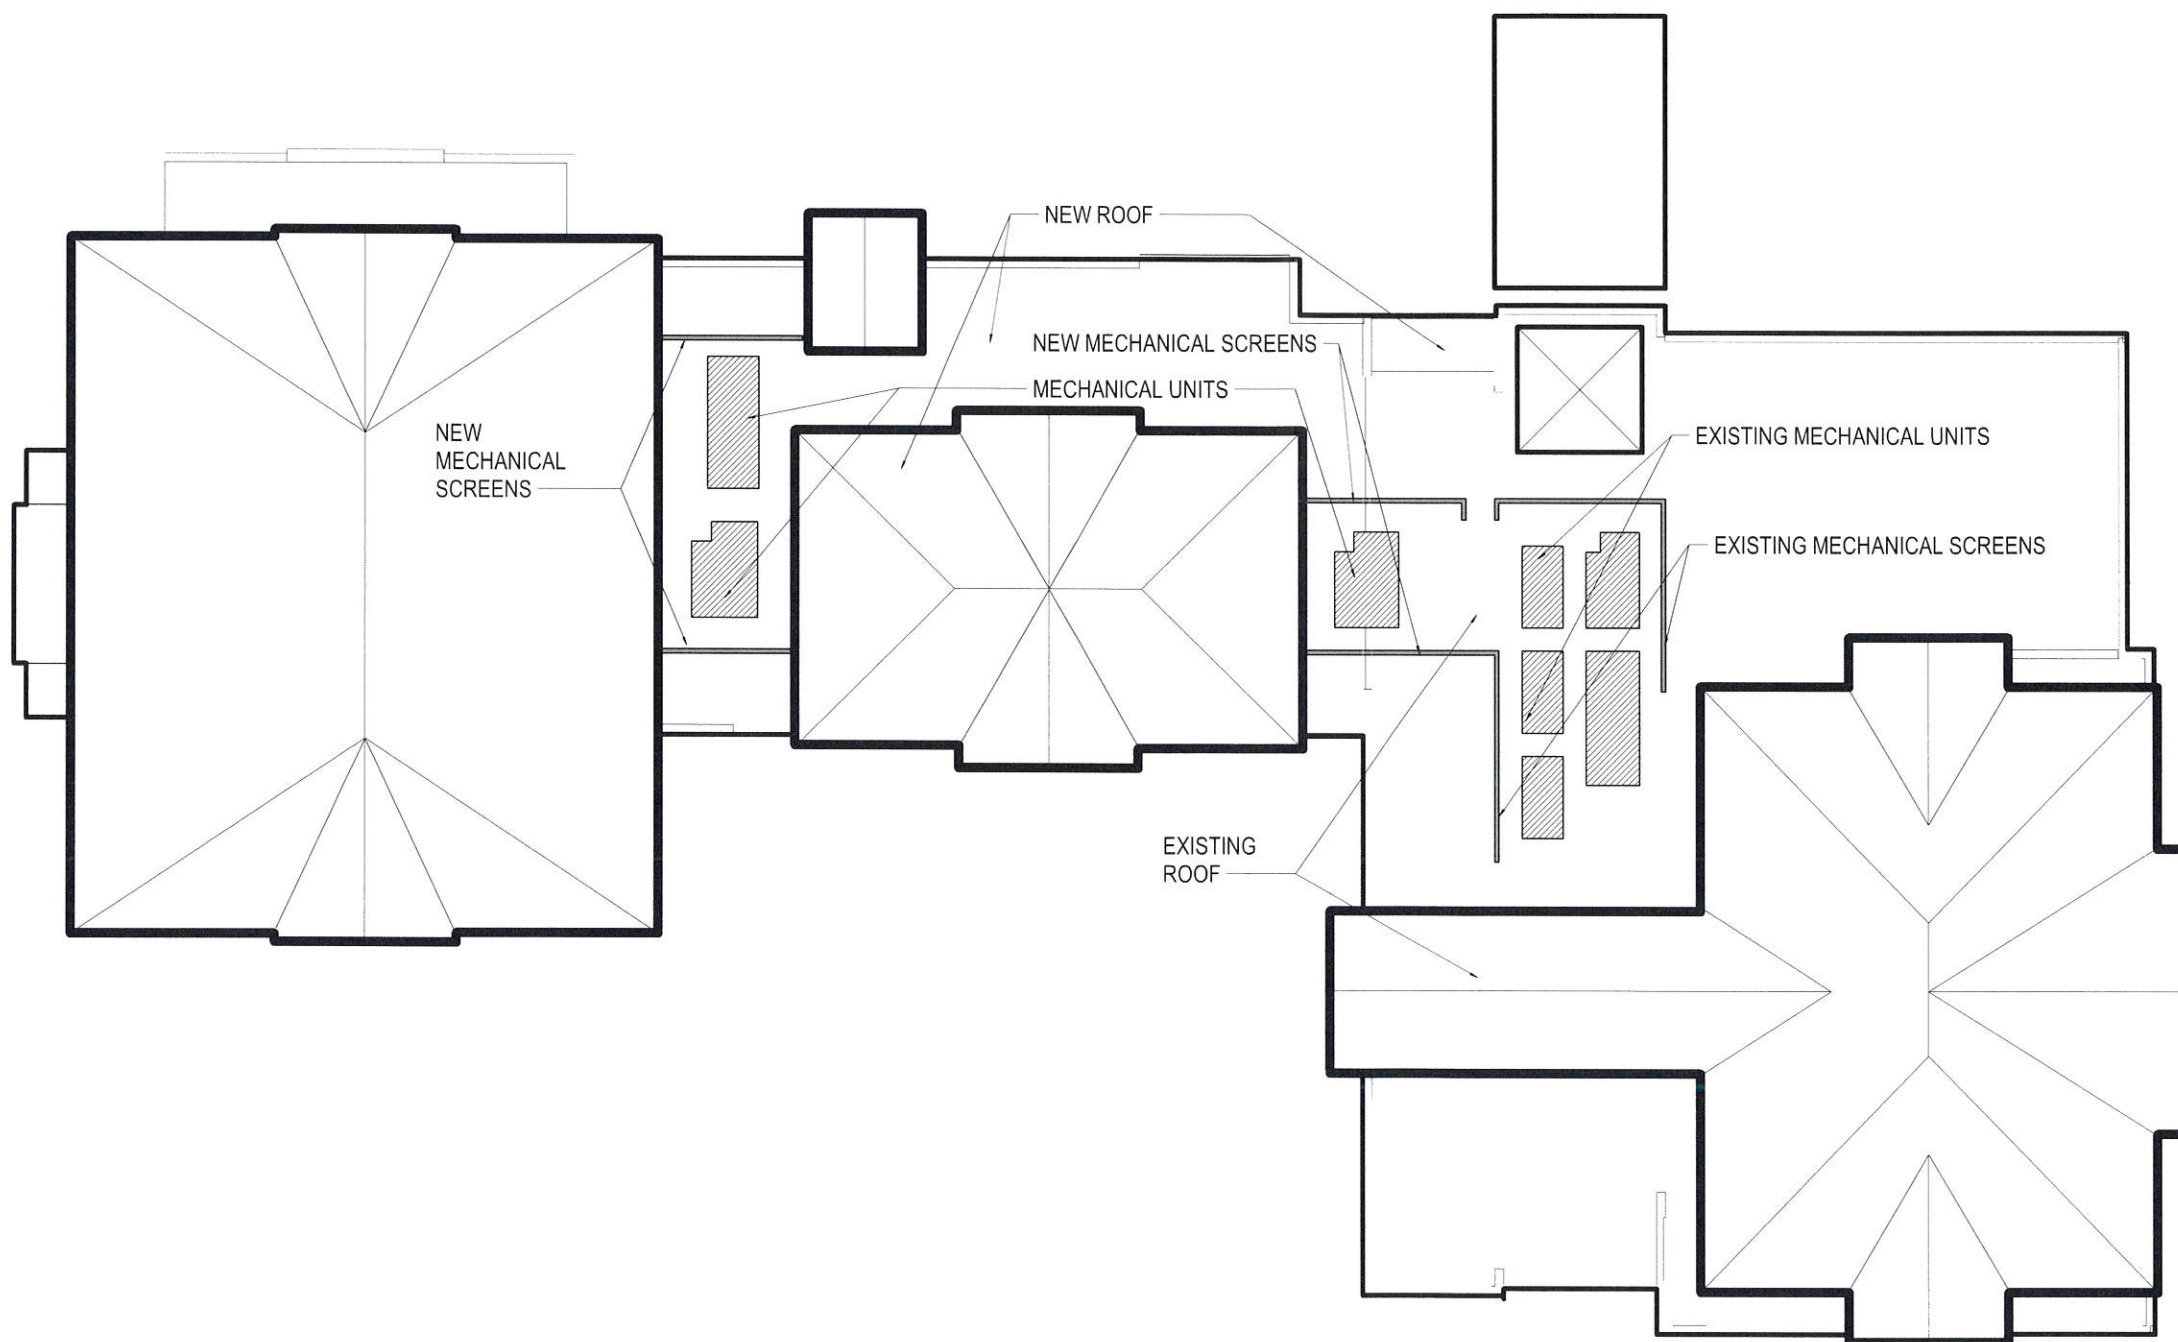 NEW ROOF
NEW MECHANICAL SCREENS
MECHANICAL UNITS
NEW
MECHANICAL
SCREENS
EXISTING MECHANICAL UNITS
EXISTING MECHANICAL SCREENS
EXISTING
ROOF